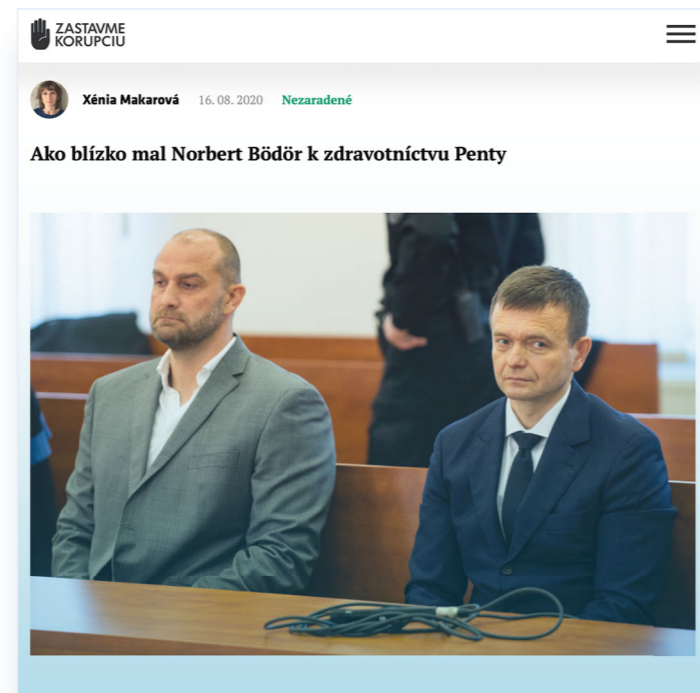 ZASTAVME
KORUPCIU
Xénia Makarová 16. 08. 2020 Nezaradené
Ako blízko mal Norbert Bödör k zdravotníctvu Penty